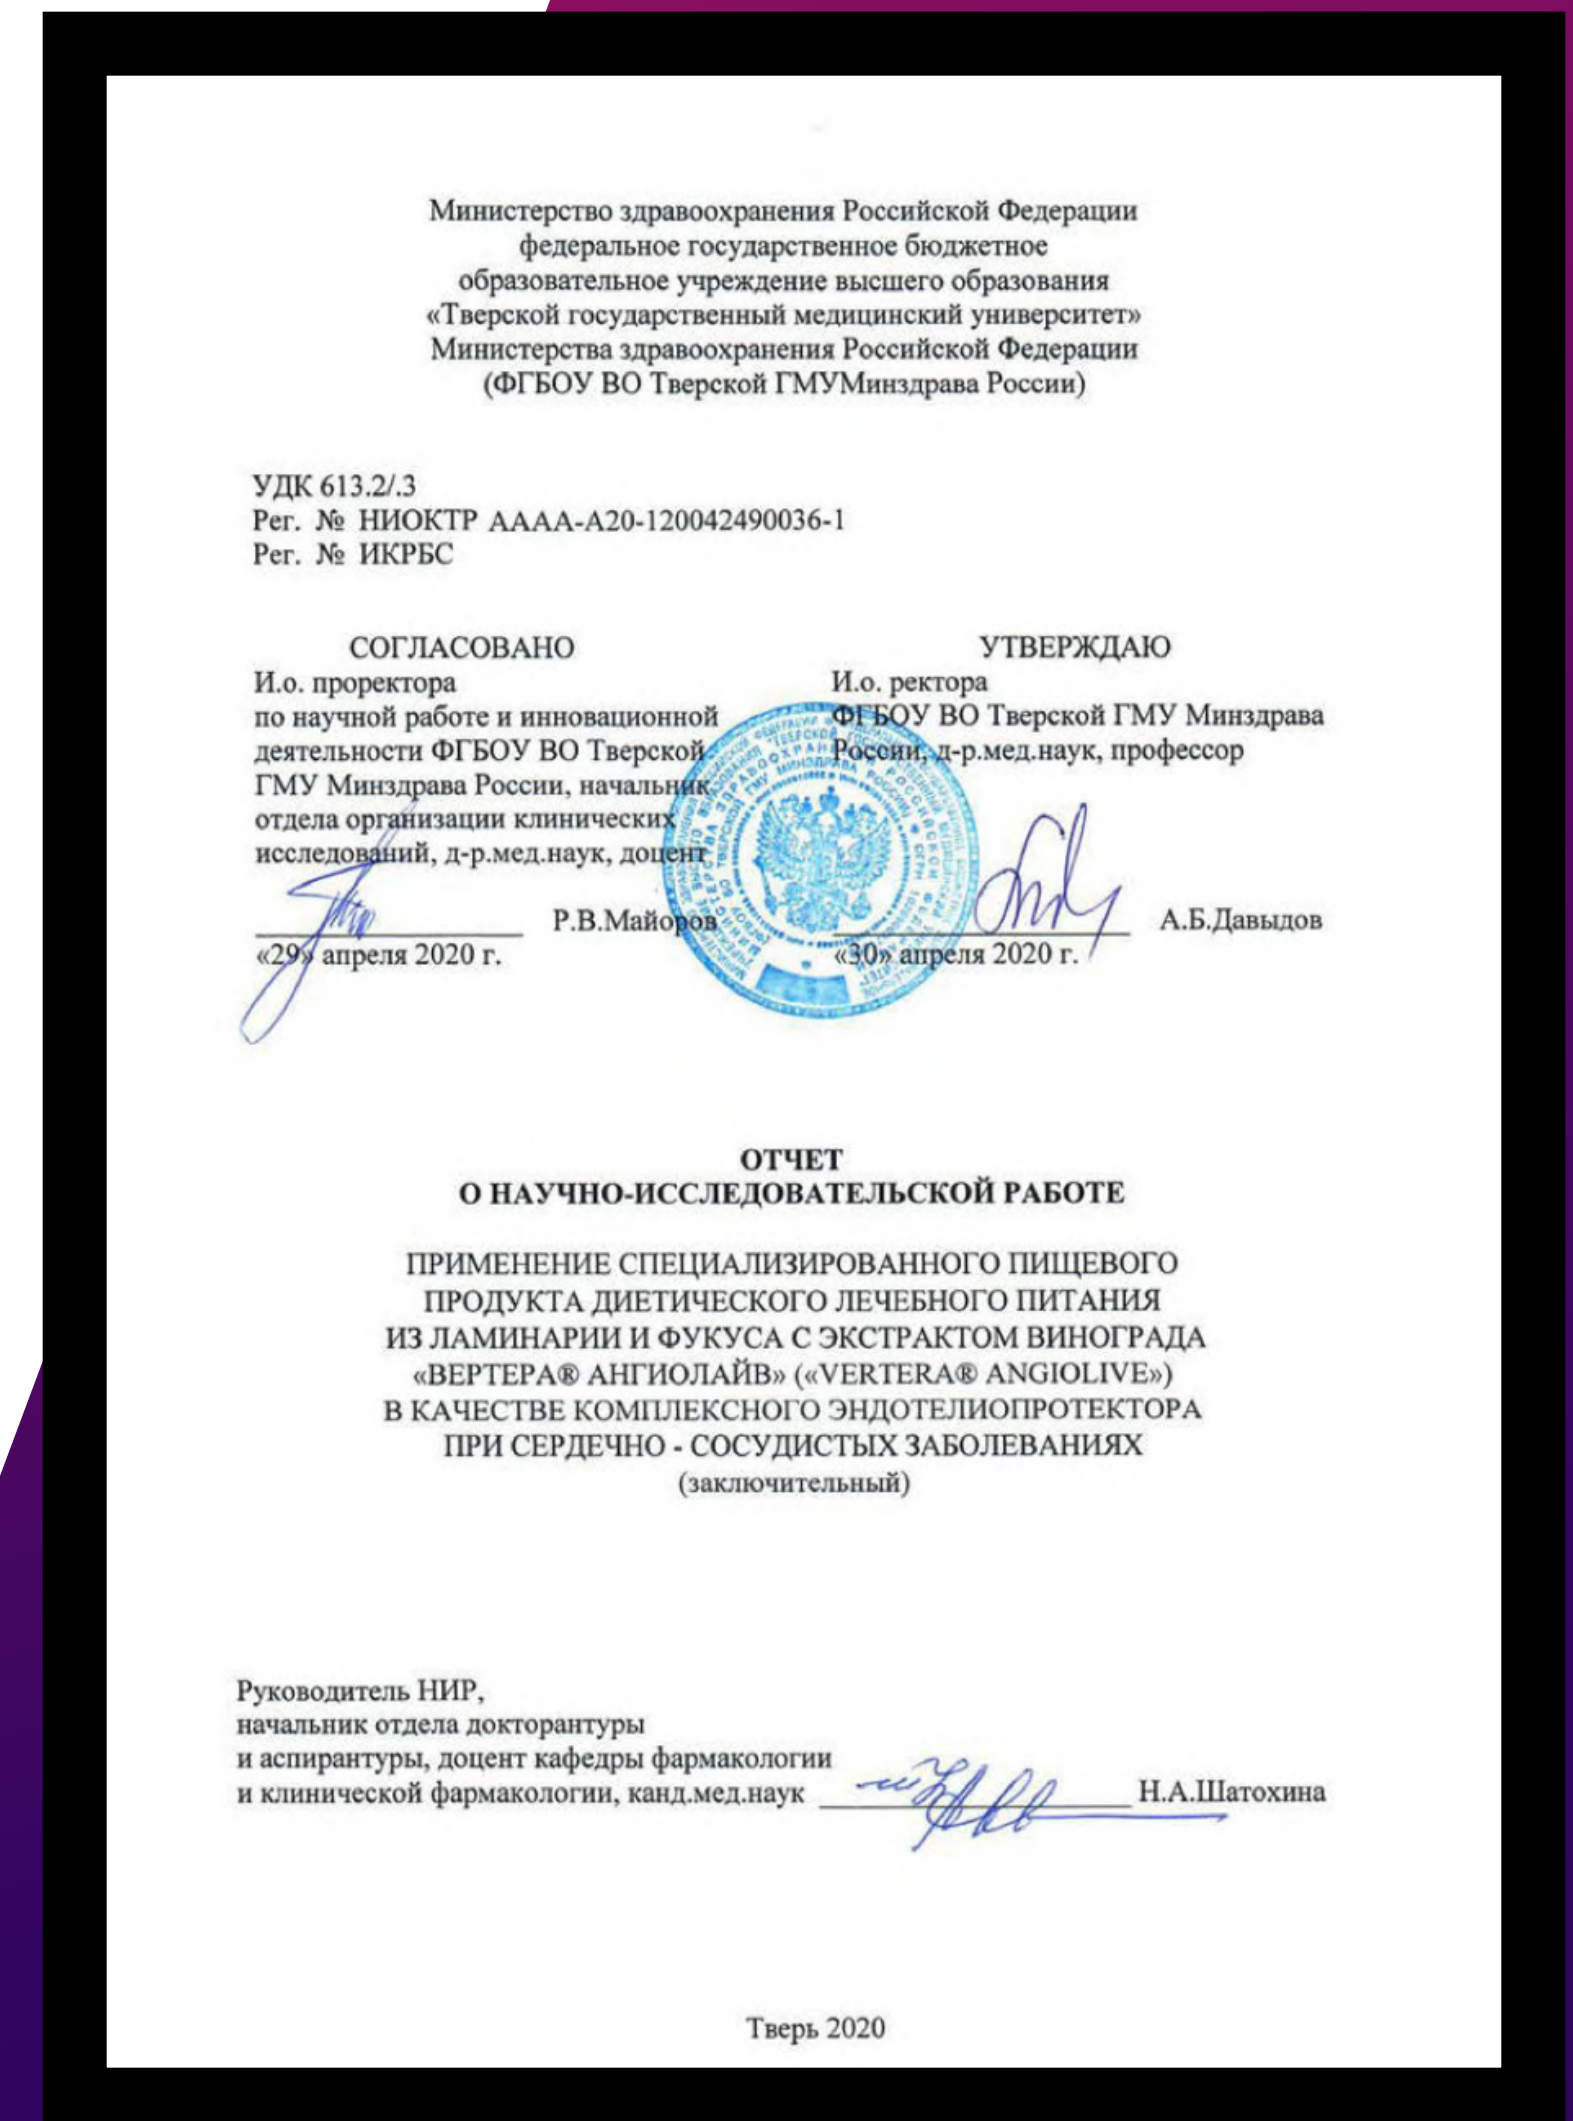 Министерство здравоохранения Российской Федерации
федеральное государственное бюджетное
образовательное учреждение высшего образования
«Тверской государственный медицинский университет»
Министерства здравоохранения Российской Федерации
(ФГБОУ ВО Тверской ГМУМинздрава России)
УДК 613.2/.3
Рег. № НИОКТР АААА-А20-120042490036-1
Рег. № ИКРБС
СОГЛАСОВАНО
И.о. проректора
по научной работе и инновационной
деятельности ФГБОУ ВО Тверской
ГМУ Минздрава России, начальник
отдела организации клинических
исследований, д-р.мед.наук, доцент
Р.В.Майоров
«29» апреля 2020 г.
УТВЕРЖДАЮ
И.о. ректора
ФГБОУ ВО Тверской ГМУ Минздрава
России, д-р.мед.наук, профессор
А.Б.Давыдов
«30» апреля 2020 г.
ОТЧЕТ
О НАУЧНО-ИССЛЕДОВАТЕЛЬСКОЙ РАБОТЕ
ПРИМЕНЕНИЕ СПЕЦИАЛИЗИРОВАННОГО ПИЩЕВОГО
ПРОДУКТА ДИЕТИЧЕСКОГО ЛЕЧЕБНОГО ПИТАНИЯ
ИЗ ЛАМИНАРИИ И ФУКУСА С ЭКСТРАКТОМ ВИНОГРАДА
«ВЕРТЕРА® АНГИОЛАЙВ» («VERTERA® ANGIOLIVE»)
В КАЧЕСТВЕ КОМПЛЕКСНОГО ЭНДОТЕЛИОПРОТЕКТОРА
ПРИ СЕРДЕЧНО - СОСУДИСТЫХ ЗАБОЛЕВАНИЯХ
(заключительный)
Руководитель НИР,
начальник отдела докторантуры
и аспирантуры, доцент кафедры фармакологии
и клинической фармакологии, канд.мед.наук
Н.А.Шатохина
Тверь 2020